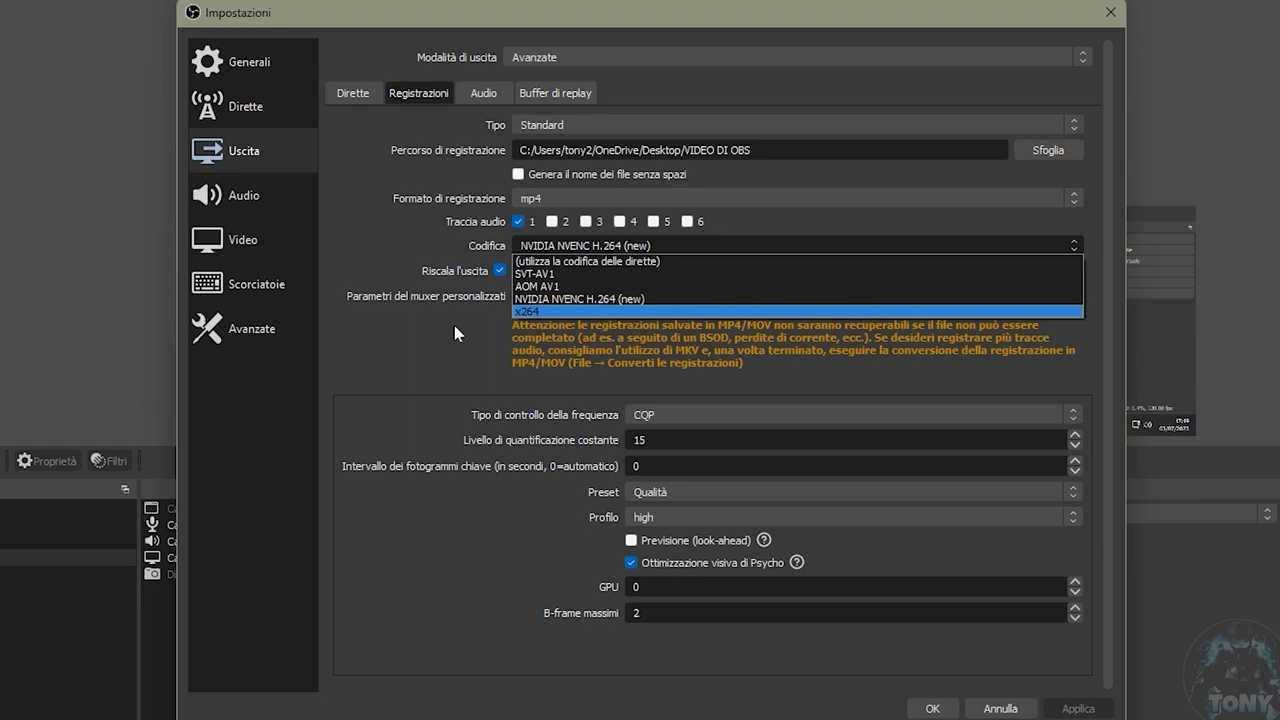 Impostazioni
Generali
Dirette
Uscita
Audio
Video
Scorciatoie
Avanzate
Modalità di uscita Avanzate
Dirette Registrazioni Audio Buffer di replay
Tipo Standard
Percorso di registrazione C:/Users/tony2/OneDrive/Desktop/VIDEO DI OBS Sfoglia
Genera il nome dei file senza spazi
Formato di registrazione mp4
Traccia audio 1 2 3 4 5 6
Codifica NVIDIA NVENC H.264 (new)
(utilizza la codifica delle dirette)
SVT-AV1
AOM AV1
NVIDIA NVENC H.264 (new)
x264
Riscala l'uscita
Parametri del muxer personalizzati
Attenzione: le registrazioni salvate in MP4/MOV non saranno recuperabili se il file non può essere
completato (ad es. a seguito di un BSOD, perdite di corrente, ecc.). Se desideri registrare più tracce
audio, consigliamo l'utilizzo di MKV e, una volta terminato, eseguire la conversione della registrazione in
MP4/MOV (File → Converti le registrazioni)
Tipo di controllo della frequenza CQP
Livello di quantificazione costante 15
Intervallo dei fotogrammi chiave (in secondi, 0=automatico) 0
Preset Qualità
Profilo high
Previsione (look-ahead)
Ottimizzazione visiva di Psycho
GPU 0
B-frame massimi 2
OK Annulla Applica
Proprietà Filtri
TONY